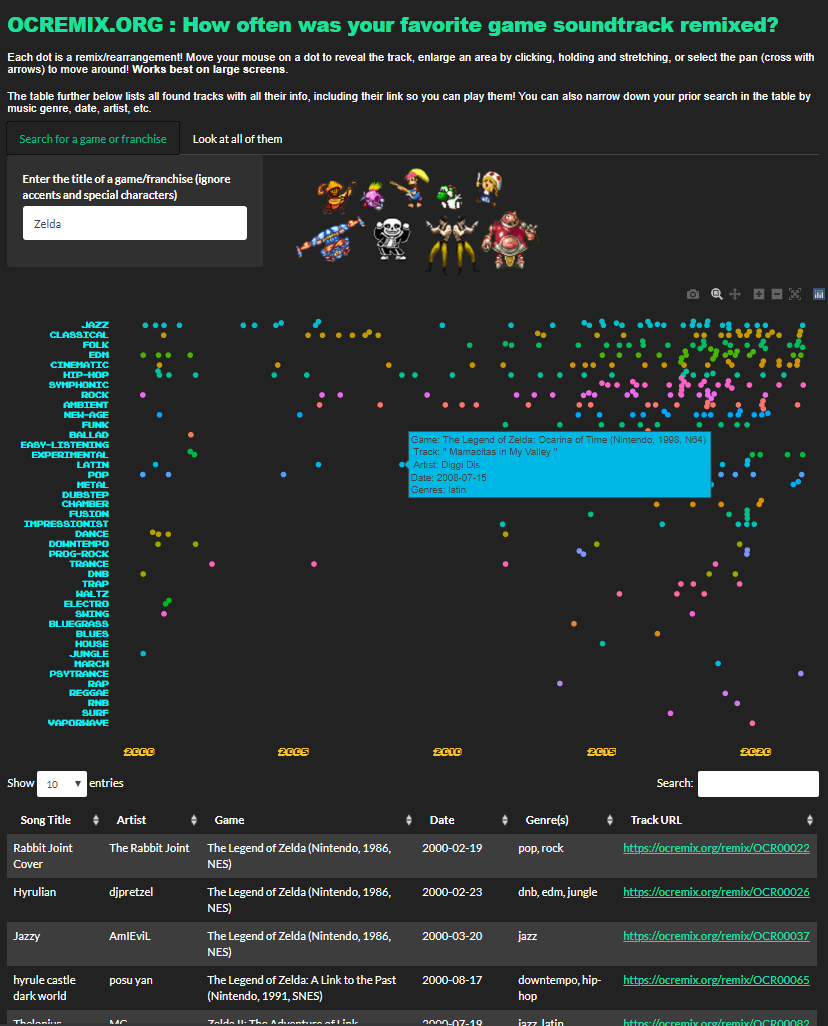 OCREMIX.ORG : How often was your favorite game soundtrack remixed?
Each dot is a remix/rearrangement! Move your mouse on a dot to reveal the track, enlarge an area by clicking, holding and stretching, or select the pan (cross with
arrows) to move around! Works best on large screens.
The table further below lists all found tracks with all their info, including their link so you can play them! You can also narrow down your prior search in the table by
music genre, date, artist, etc.
Search for a game or franchise
Look at all of them
Enter the title of a game/franchise (ignore
accents and special characters)
Zelda
JAZZ
CLASSICAL
FOLK
EDM
CINEMATIC
HIP-HOP
SYMPHONIC
ROCK
AMBIENT
NEW-AGE
FUNK
BALLAD
EASY-LISTENING
EXPERIMENTAL
LATIN
POP
METAL
DUBSTEP
CHAMBER
FUSION
IMPRESSIONIST
DANCE
DOWNTEMPO
PROG-ROCK
TRANCE
DNB
TRAP
WALTZ
ELECTRO
SWING
BLUEGRASS
BLUES
HOUSE
JUNGLE
MARCH
PSYTRANCE
RAP
REGGAE
RNB
SURF
VAPORWAVE
Game: The Legend of Zelda: Ocarina of Time (Nintendo, 1998, N64)
Track: " Mamacitas in My Valley "
Artist: Diggi Dis
Date: 2008-07-15
Genres: latin
2000
2005
2010
2015
2020
Show 10 entries
Search:
Song Title Artist Game Date Genre(s) Track URL
Rabbit Joint The Rabbit Joint The Legend of Zelda (Nintendo, 1986, 2000-02-19 pop, rock https://ocremix.org/remix/OCR00022
Cover NES)
Hyrulian djpretzel The Legend of Zelda (Nintendo, 1986, 2000-02-23 dnb, edm, jungle https://ocremix.org/remix/OCR00026
NES)
Jazzy AmIEviL The Legend of Zelda (Nintendo, 1986, 2000-03-20 jazz https://ocremix.org/remix/OCR00037
NES)
hyrule castle posu yan The Legend of Zelda: A Link to the Past 2000-08-17 downtempo, hip- https://ocremix.org/remix/OCR00065
dark world (Nintendo, 1991, SNES) hop
Thelonius MC Zelda II: The Adventure of Link 2000-07-19 jazz, latin https://ocremix.org/remix/OCR00082